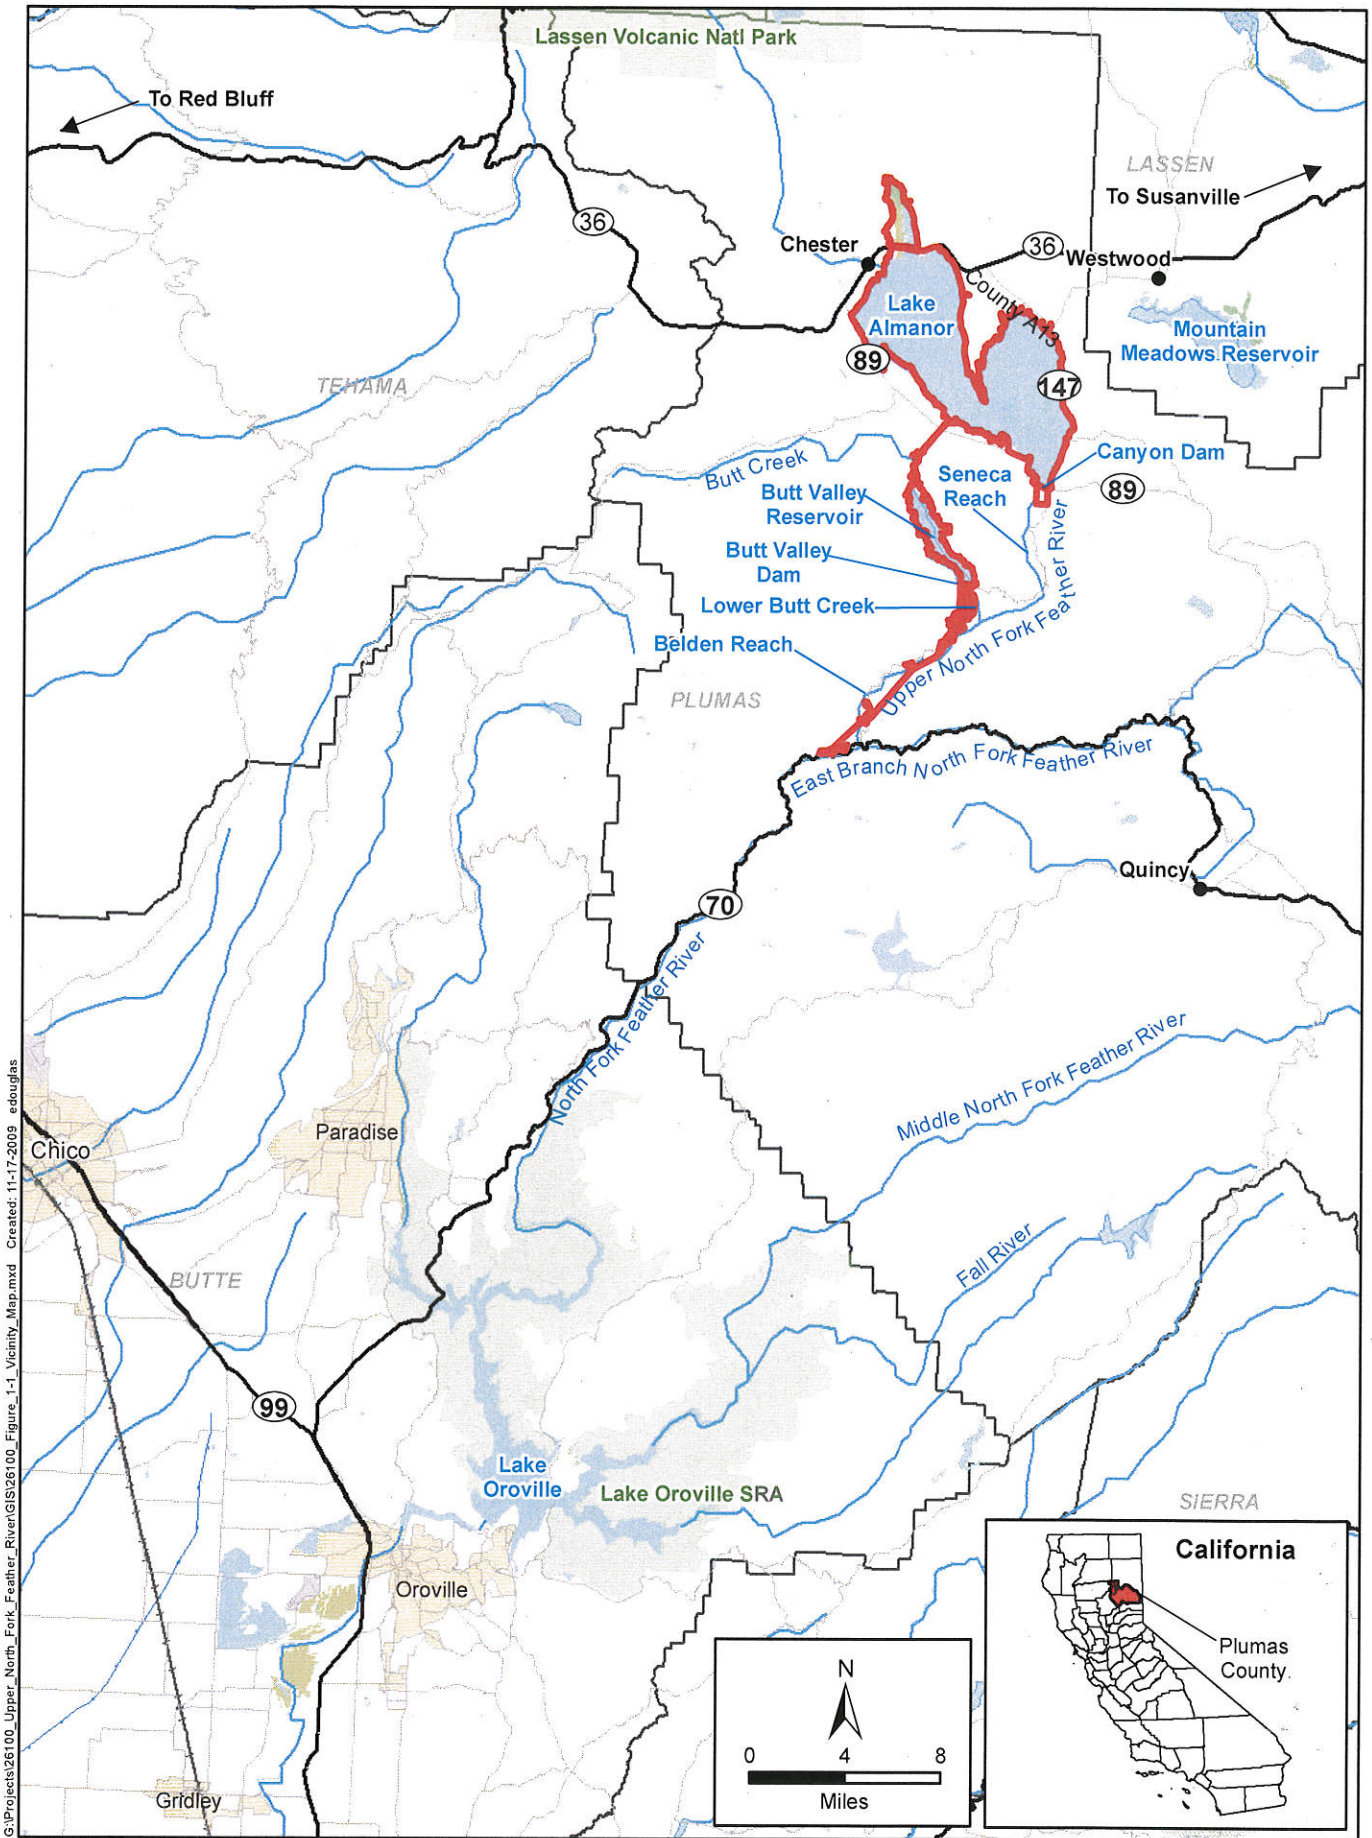 Lassen Volcanic Natl Park
To Red Bluff
LASSEN
To Susanville
36
Chester
36
Westwood
County A13
Lake
Almanor
Mountain
Meadows Reservoir
89
147
TEHAMA
Canyon Dam
Butt Creek
Seneca
Reach
89
Butt Valley
Reservoir
Butt Valley
Dam
Lower Butt Creek
Upper North Fork Feather River
Belden Reach
PLUMAS
East Branch North Fork Feather River
Quincy
70
North Fork Feather River
Middle North Fork Feather River
Paradise
Chico
Fall River
BUTTE
99
Lake
Oroville
Lake Oroville SRA
SIERRA
Oroville
Gridley
California
Plumas
County
N
0 4 8
Miles
G:\Projects\26100_Upper_North_Fork_Feather_River\GIS\26100_Figure_1-1_Vicinity_Map.mxd Created: 11-17-2009 edouglas